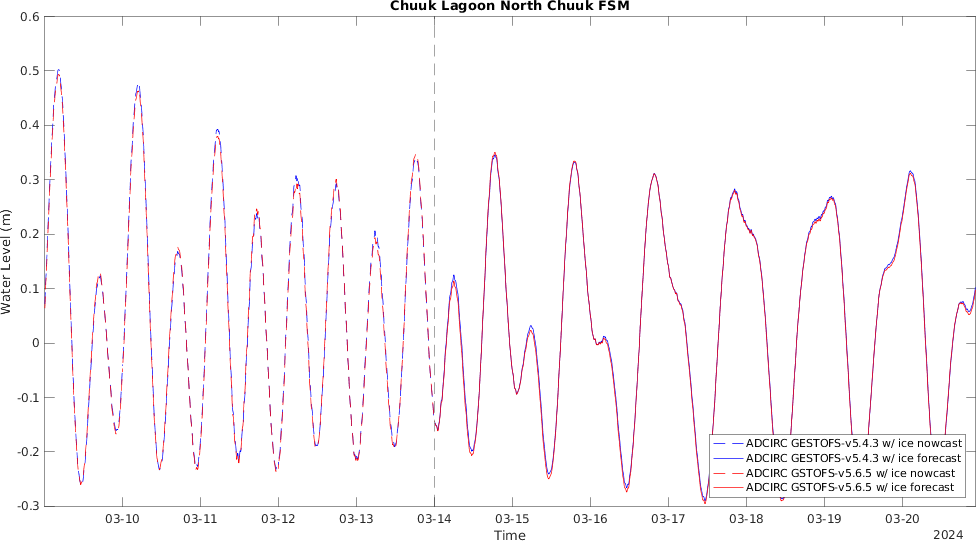 Chuuk Lagoon North Chuuk FSM
0.6
0.5
0.4
0.3
0.2
0.1
0
-0.1
-0.2
-0.3
Water Level (m)
ADCIRC GESTOFS-v5.4.3 w/ ice nowcast
ADCIRC GESTOFS-v5.4.3 w/ ice forecast
ADCIRC GSTOFS-v5.6.5 w/ ice nowcast
ADCIRC GSTOFS-v5.6.5 w/ ice forecast
03-10 03-11 03-12 03-13 03-14 03-15 03-16 03-17 03-18 03-19 03-20
Time
2024